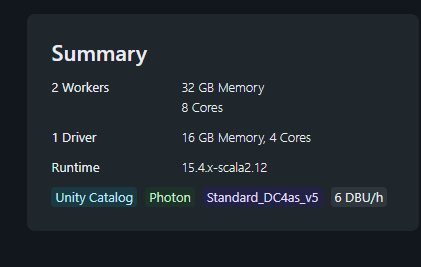 Summary
2 Workers 32 GB Memory
8 Cores
1 Driver 16 GB Memory, 4 Cores
Runtime 15.4.x-scala2.12
Unity Catalog Photon Standard_DC4as_v5 6 DBU/h